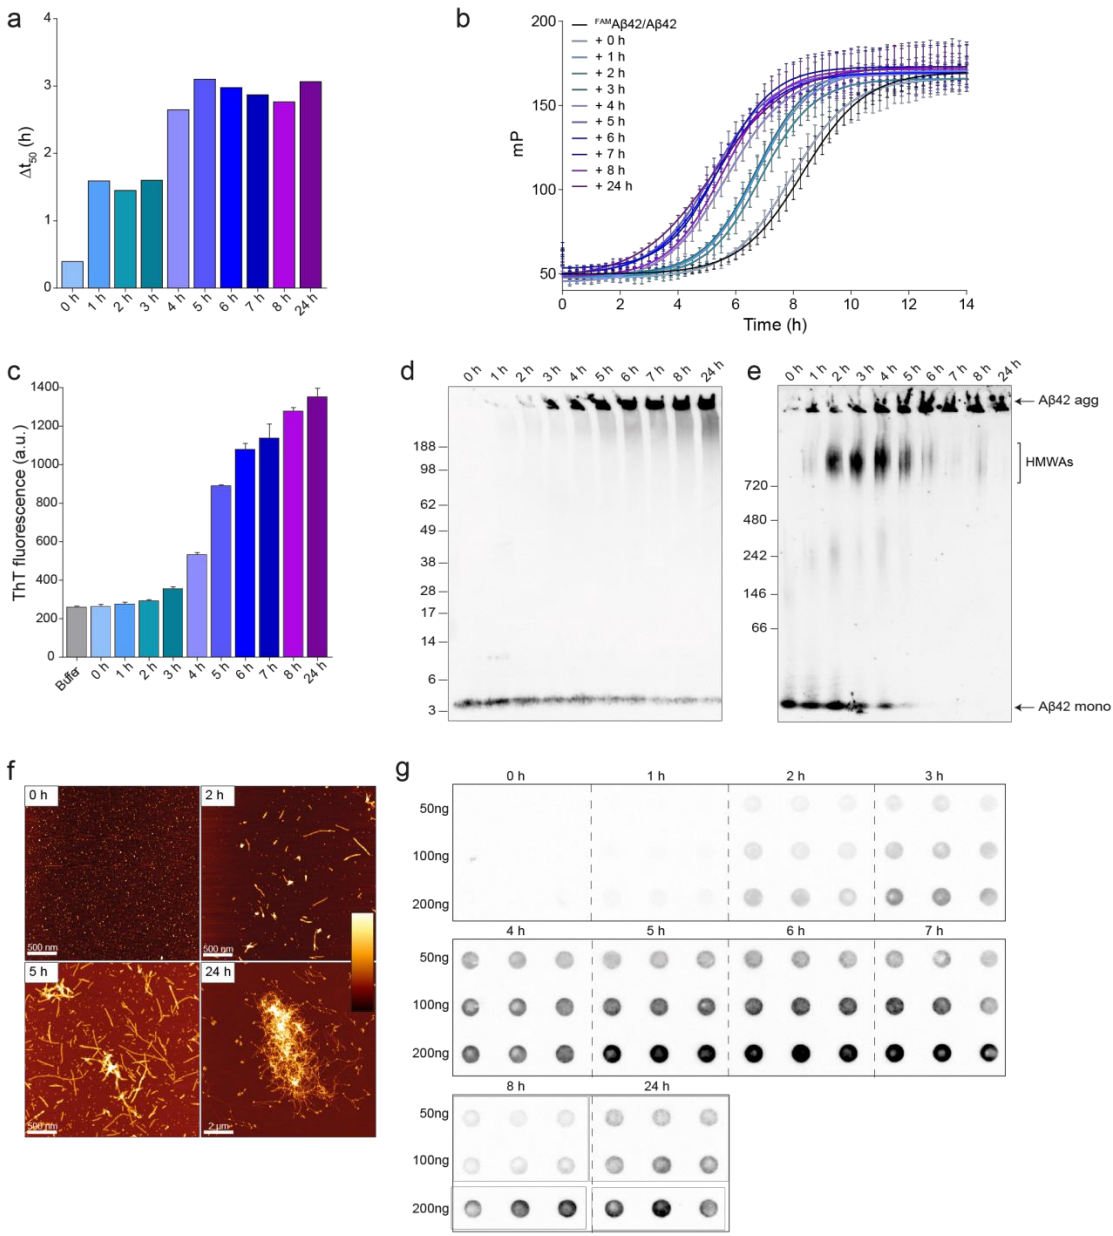 a
Δt50 (h)
4
3
2
1
0
0 h
1 h
2 h
3 h
4 h
5 h
6 h
7 h
8 h
24 h
b
mP
200
150
100
50
FAMAβ42/Aβ42
+ 0 h
+ 1 h
+ 2 h
+ 3 h
+ 4 h
+ 5 h
+ 6 h
+ 7 h
+ 8 h
+ 24 h
0 2 4 6 8 10 12 14
Time (h)
c
ThT fluorescence (a.u.)
1400
1200
1000
800
600
400
200
0
Buffer
0 h
1 h
2 h
3 h
4 h
5 h
6 h
7 h
8 h
24 h
d
0 h 1 h 2 h 3 h 4 h 5 h 6 h 7 h 8 h 24 h
188
98
62
49
38
28
17
14
6
3
e
0 h 1 h 2 h 3 h 4 h 5 h 6 h 7 h 8 h 24 h
Aβ42 agg
HMWAs
720
480
242
146
66
Aβ42 mono
f
0 h
500 nm
2 h
500 nm
5 h
500 nm
24 h
2 μm
g
0 h 1 h 2 h 3 h
50ng
100ng
200ng
4 h 5 h 6 h 7 h
50ng
100ng
200ng
8 h 24 h
50ng
100ng
200ng